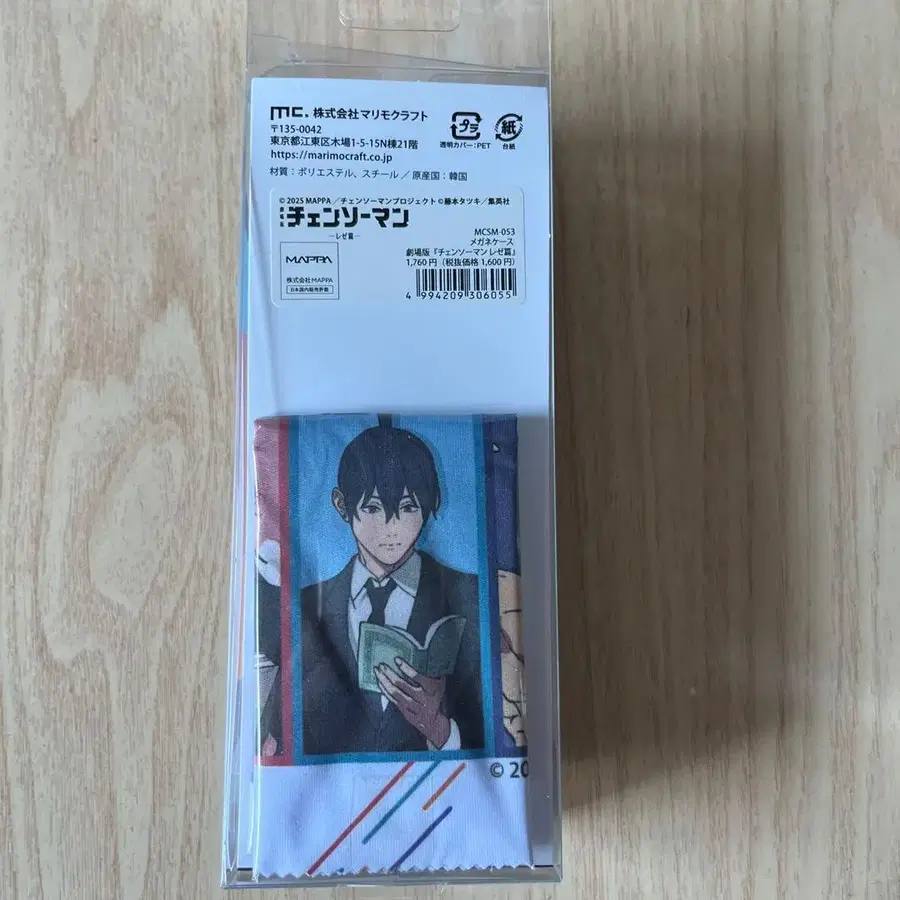 mc. 株式会社マリモクラフト
〒135-0042
東京都江東区木場1-5-15N棟21階
https://marimocraft.co.jp
プラ
透明カバー:PET
紙
台紙
材質:ポリエステル、スチール/原産国:韓国
© 2025 MAPPA/チェンソーマンプロジェクト ©藤本タツキ/集英社
劇場版 チェンソーマン
—レゼ篇—
MAPPA
株式会社MAPPA
日本国内販売許諾
MCSM-053
メガネケース
劇場版『チェンソーマン レゼ篇』
1,760円(税抜価格 1,600円)
4 994209 306055
© 20